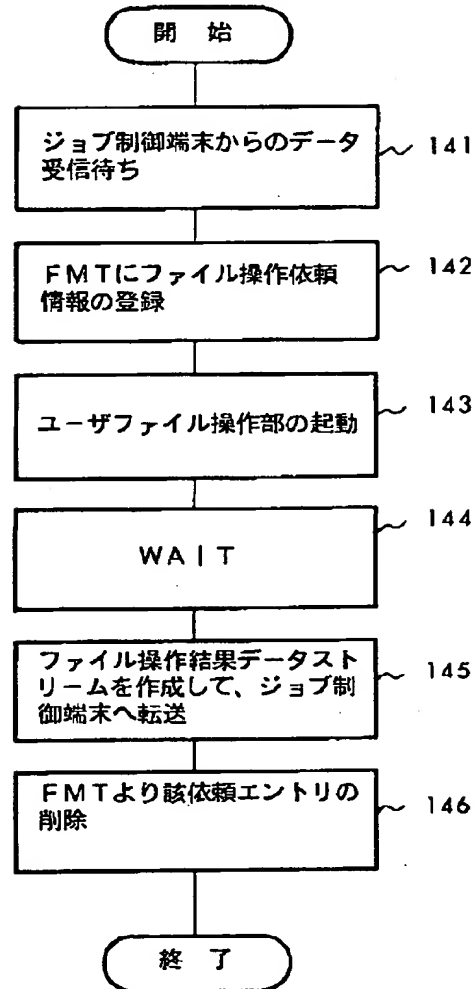 開 始
ジョブ制御端末からのデータ
受信待ち
141
FMTにファイル操作依頼
情報の登録
142
ユーザファイル操作部の起動
143
WAIT
144
ファイル操作結果データスト
リームを作成して、ジョブ制
御端末へ転送
145
FMTより該依頼エントリの
削除
146
終 了